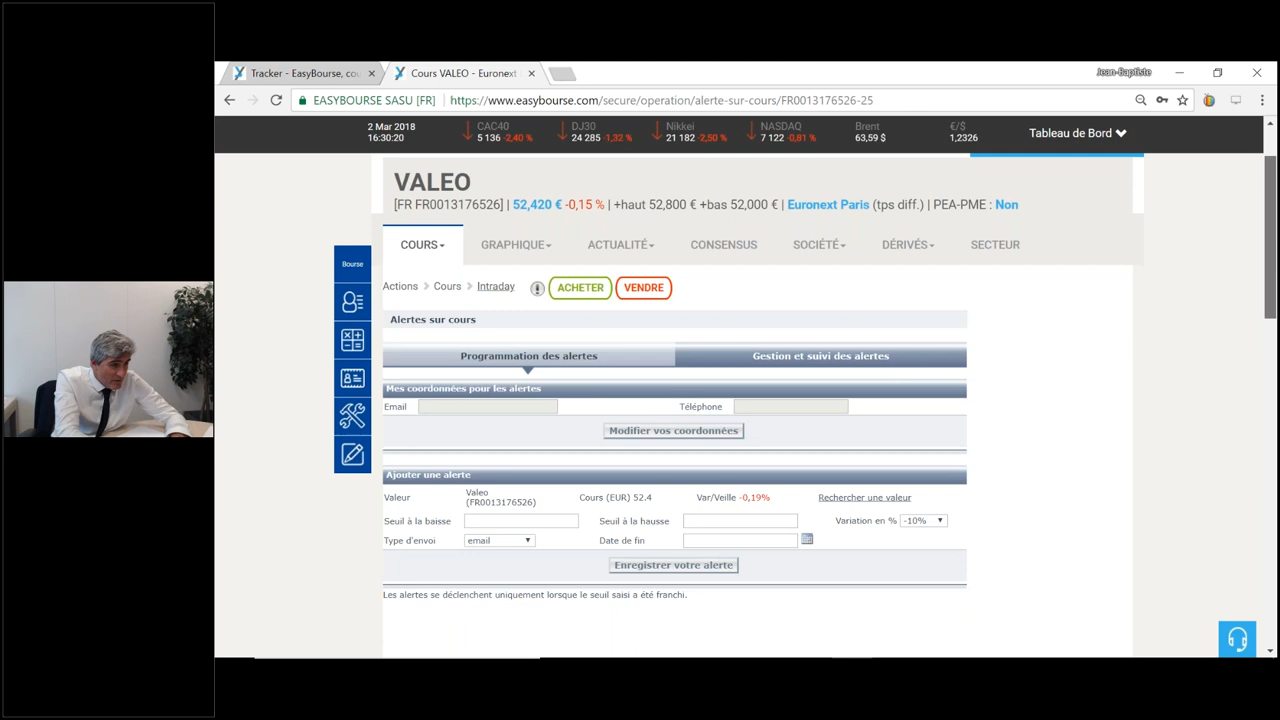 Tracker - EasyBourse, cou
Cours VALEO - Euronext
Jean-Baptiste
EASYBOURSE SASU [FR]
https://www.easybourse.com/secure/operation/alerte-sur-cours/FR0013176526-25
2 Mar 2018
16:30:20
CAC40
5 136 -2,40 %
DJ30
24 285 -1,32 %
Nikkei
21 182 -2,50 %
NASDAQ
7 122 -0,81 %
Brent
63,59 $
€/$
1,2326
Tableau de Bord
VALEO
[FR FR0013176526] | 52,420 € -0,15 % | +haut 52,800 € +bas 52,000 € | Euronext Paris (tps diff.) | PEA-PME : Non
COURS GRAPHIQUE ACTUALITÉ CONSENSUS SOCIÉTÉ DÉRIVÉS SECTEUR
Bourse
Actions > Cours > Intraday ACHETER VENDRE
Alertes sur cours
Programmation des alertes Gestion et suivi des alertes
Mes coordonnées pour les alertes
Email Téléphone
Modifier vos coordonnées
Ajouter une alerte
Valeur Valeo (FR0013176526) Cours (EUR) 52.4 Var/Veille -0,19% Rechercher une valeur
Seuil à la baisse Seuil à la hausse Variation en % -10%
Type d'envoi email Date de fin
Enregistrer votre alerte
Les alertes se déclenchent uniquement lorsque le seuil saisi a été franchi.